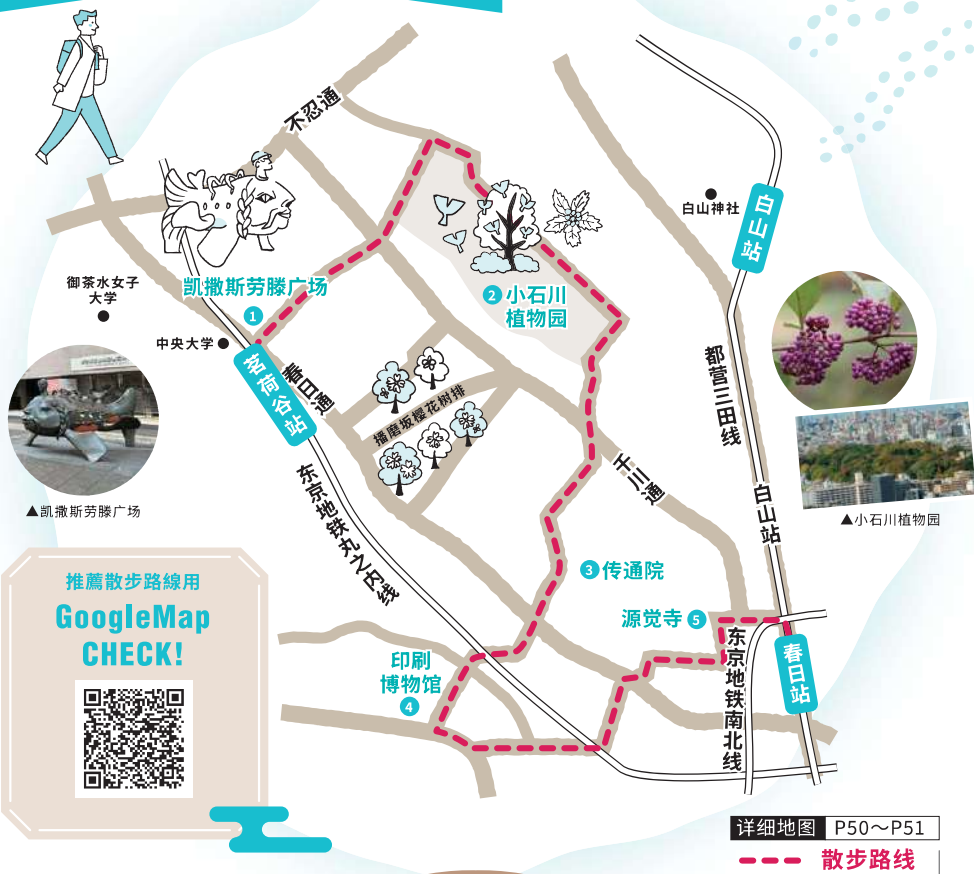 不忍通
白山神社
白山站
御茶水女子
大学
凯撒斯劳滕广场
1
2 小石川
植物园
中央大学
茗荷谷站
春日通
播磨坡樱花树排
都营三田线
▲凯撒斯劳滕广场
东京地铁丸之内线
千川通
白山站
▲小石川植物园
推薦散步路線用
GoogleMap
CHECK!
3 传通院
源觉寺 5
印刷
博物馆
4
东京地铁南北线
春日站
详细地图 P50～P51
散步路线